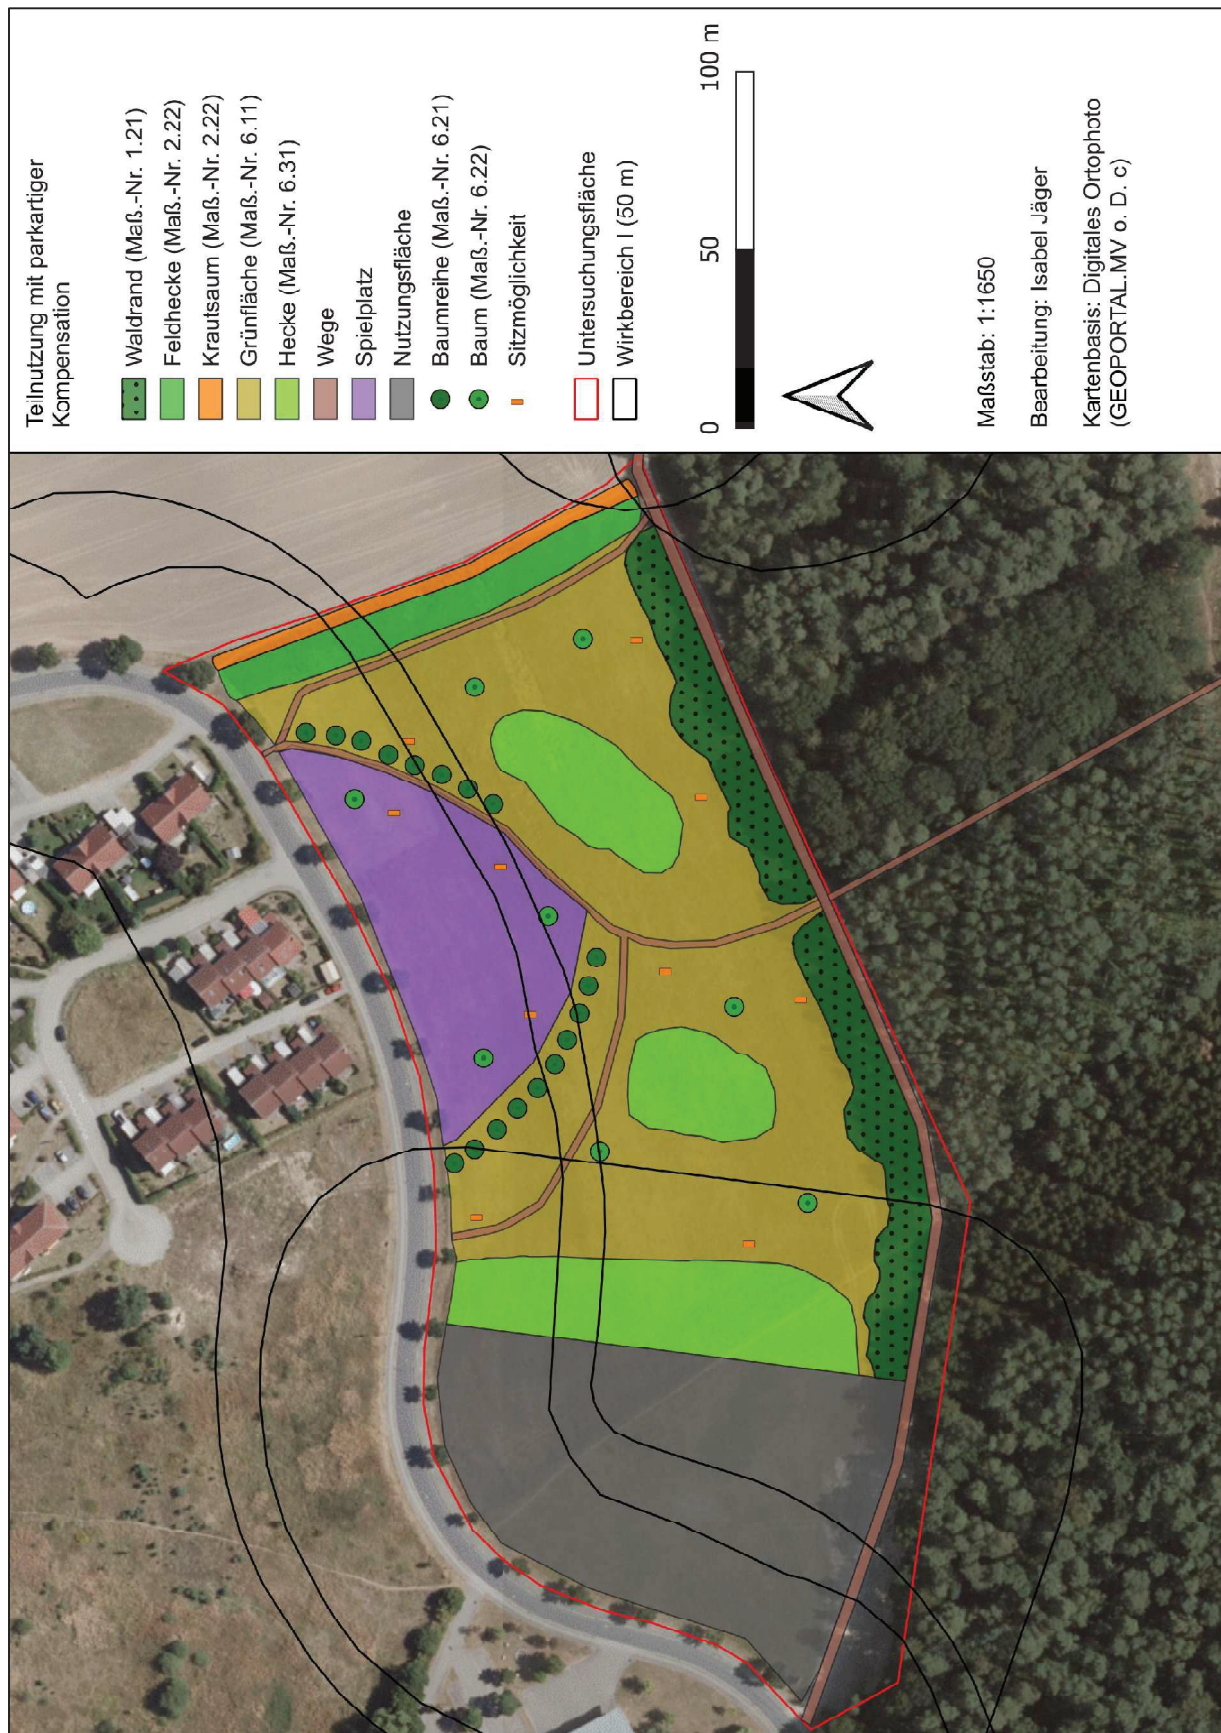 Teilnutzung mit parkartiger
Kompensation
Waldrand (Maß.-Nr. 1.21)
Feldhecke (Maß.-Nr. 2.22)
Krautsaum (Maß.-Nr. 2.22)
Grünfläche (Maß.-Nr. 6.11)
Hecke (Maß.-Nr. 6.31)
Wege
Spielplatz
Nutzungsfläche
Baumreihe (Maß.-Nr. 6.21)
Baum (Maß.-Nr. 6.22)
Sitzmöglichkeit
Untersuchungsfläche
Wirkbereich I (50 m)
0 50 100 m
Maßstab: 1:1650
Bearbeitung: Isabel Jäger
Kartenbasis: Digitales Ortophoto
(GEOPORTAL.MV o. D. c)